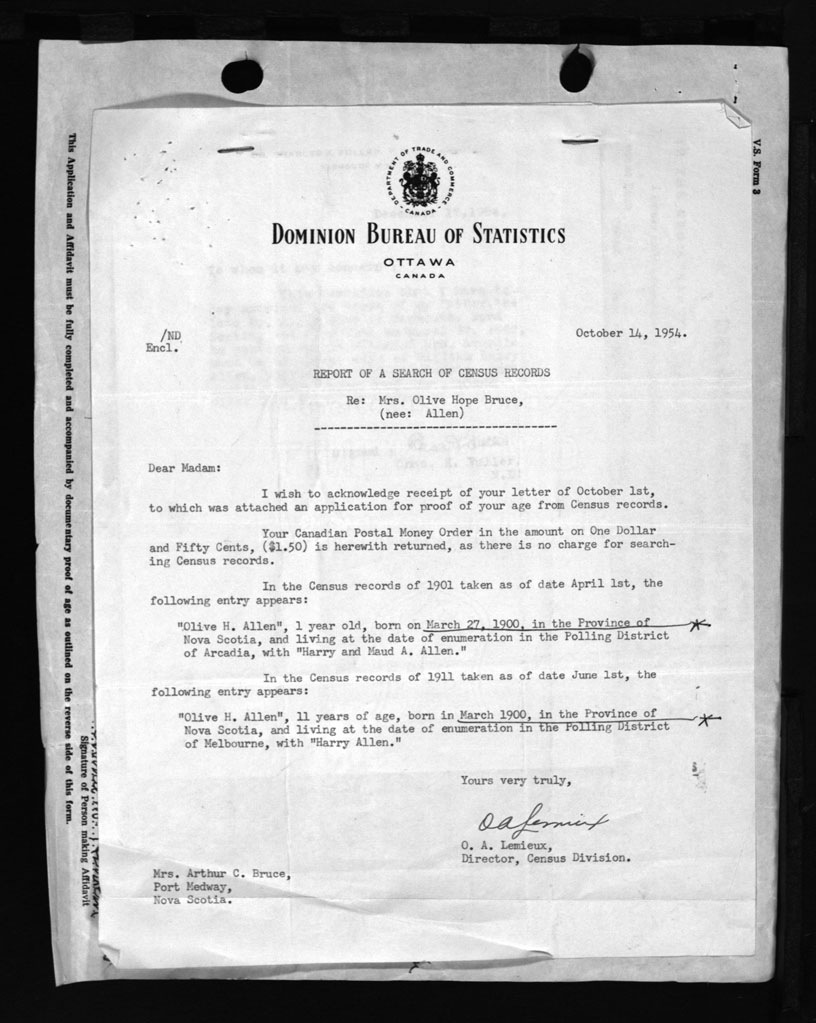 DEPARTMENT OF TRADE AND COMMERCE
CANADA
DOMINION BUREAU OF STATISTICS
OTTAWA
CANADA
/ND
Encl.
October 14, 1954.
REPORT OF A SEARCH OF CENSUS RECORDS
Re: Mrs. Olive Hope Bruce,
(nee: Allen)
Dear Madam:
I wish to acknowledge receipt of your letter of October 1st,
to which was attached an application for proof of your age from Census records.
Your Canadian Postal Money Order in the amount on One Dollar
and Fifty Cents, ($1.50) is herewith returned, as there is no charge for search-
ing Census records.
In the Census records of 1901 taken as of date April 1st, the
following entry appears:
"Olive H. Allen", 1 year old, born on March 27, 1900, in the Province of
Nova Scotia, and living at the date of enumeration in the Polling District
of Arcadia, with "Harry and Maud A. Allen."
In the Census records of 1911 taken as of date June 1st, the
following entry appears:
"Olive H. Allen", 11 years of age, born in March 1900, in the Province of
Nova Scotia, and living at the date of enumeration in the Polling District
of Melbourne, with "Harry Allen."
Yours very truly,
O A Lemieux
O. A. Lemieux,
Director, Census Division.
Mrs. Arthur C. Bruce,
Port Medway,
Nova Scotia.
V.S. Form 3
This Application and Affidavit must be fully completed and accompanied by documentary proof of age as outlined on the reverse side of this form.
Signature of Person making Affidavit